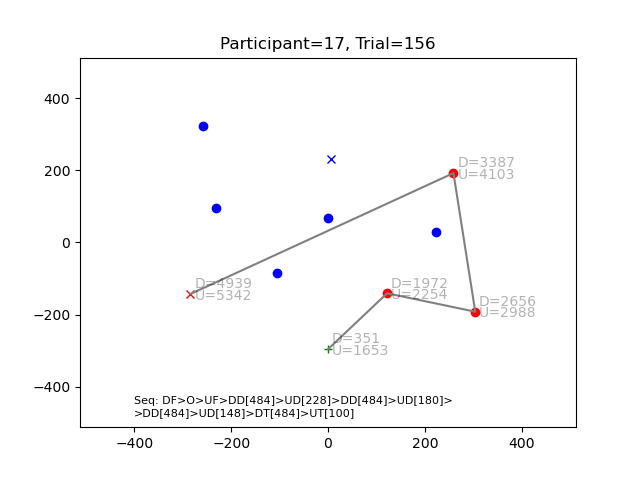 Participant=17, Trial=156
400
200
0
−200
−400
−400
−200
0
200
400
D=3387
U=4103
D=4939
U=5342
D=1972
U=2254
D=2656
U=2988
D=351
U=1653
Seq: DF>O>UF>DD[484]>UD[228]>DD[484]>UD[180]>
>DD[484]>UD[148]>DT[484]>UT[100]